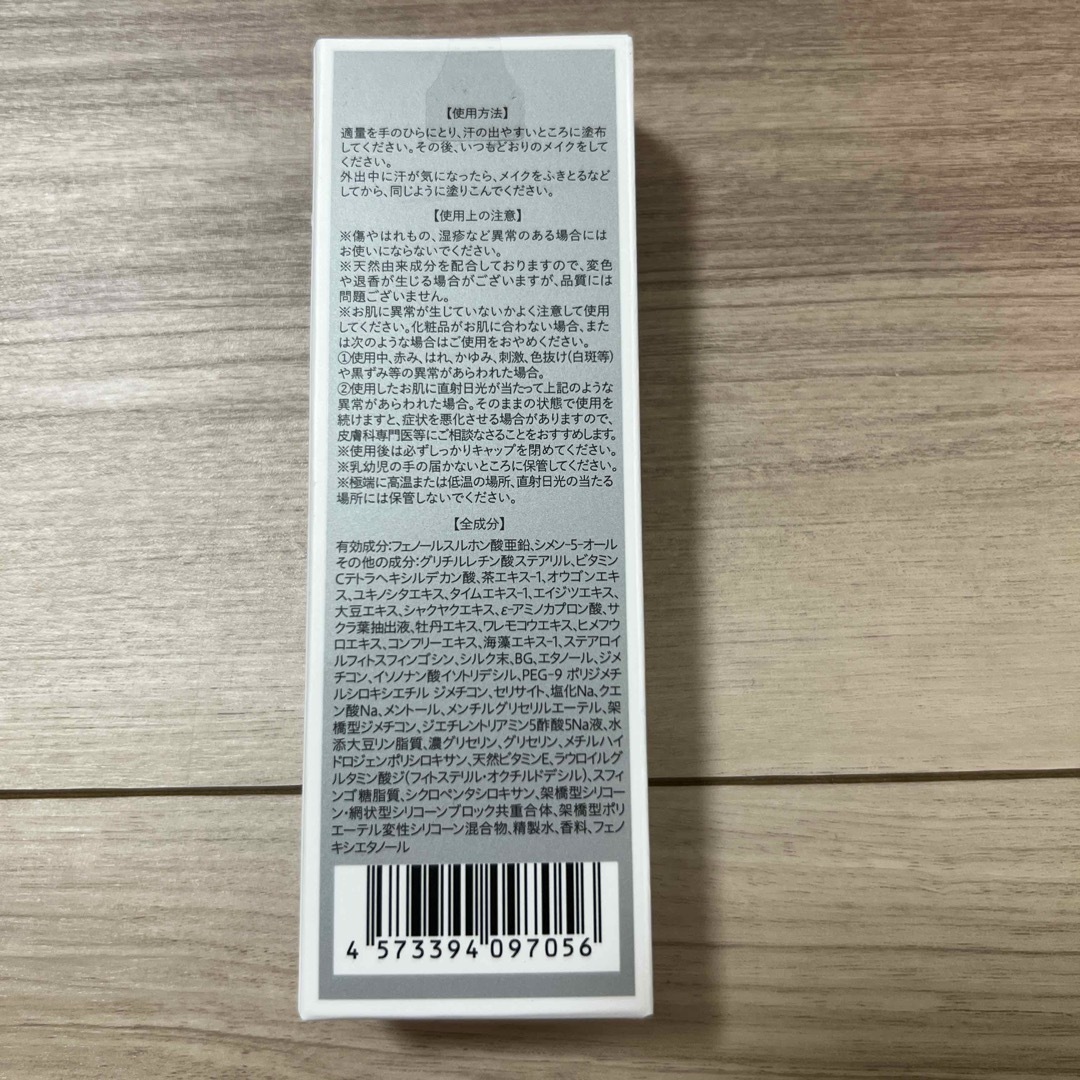 【使用方法】
適量を手のひらにとり、汗の出やすいところに塗布
してください。その後、いつもどおりのメイクをして
ください。
外出中に汗が気になったら、メイクをふきとるなど
してから、同じように塗りこんでください。
【使用上の注意】
※傷やはれもの、湿疹など異常のある場合には
お使いにならないでください。
※天然由来成分を配合しておりますので、変色
や退香が生じる場合がございますが、品質には
問題ございません。
※お肌に異常が生じていないかよく注意して使用
してください。化粧品がお肌に合わない場合、また
は次のような場合はご使用をおやめください。
①使用中、赤み、はれ、かゆみ、刺激、色抜け(白斑等)
や黒ずみ等の異常があらわれた場合。
②使用したお肌に直射日光が当たって上記のような
異常があらわれた場合。そのままの状態で使用を
続けますと、症状を悪化させる場合がありますので、
皮膚科専門医等にご相談なさることをおすすめします。
※使用後は必ずしっかりキャップを閉めてください。
※乳幼児の手の届かないところに保管してください。
※極端に高温または低温の場所、直射日光の当たる
場所には保管しないでください。
【全成分】
有効成分:フェノールスルホン酸亜鉛、シメン-5-オール
その他の成分:グリチルレチン酸ステアリル、ビタミン
Cテトラヘキシルデカン酸、茶エキス-1、オウゴンエキ
ス、ユキノシタエキス、タイムエキス-1、エイジツエキス、
大豆エキス、シャクヤクエキス、ε-アミノカプロン酸、サ
クラ葉抽出液、牡丹エキス、ワレモコウエキス、ヒメフウ
ロエキス、コンフリーエキス、海藻エキス-1、ステアロイ
ルフィトスフィンゴシン、シルク末、BG、エタノール、ジメ
チコン、イソノナン酸イソトリデシル、PEG-9 ポリジメチ
ルシロキシエチル ジメチコン、セリサイト、塩化Na、クエ
ン酸Na、メントール、メンチルグリセリルエーテル、架
橋型ジメチコン、ジエチレントリアミン5酢酸5Na液、水
添大豆リン脂質、濃グリセリン、グリセリン、メチルハイ
ドロジェンポリシロキサン、天然ビタミンE、ラウロイルグ
ルタミン酸ジ(フィトステリル・オクチルドデシル)、スフィ
ンゴ糖脂質、シクロペンタシロキサン、架橋型シリコー
ン・網状型シリコーンブロック共重合体、架橋型ポリ
エーテル変性シリコーン混合物、精製水、香料、フェノ
キシエタノール
4 573394 097056